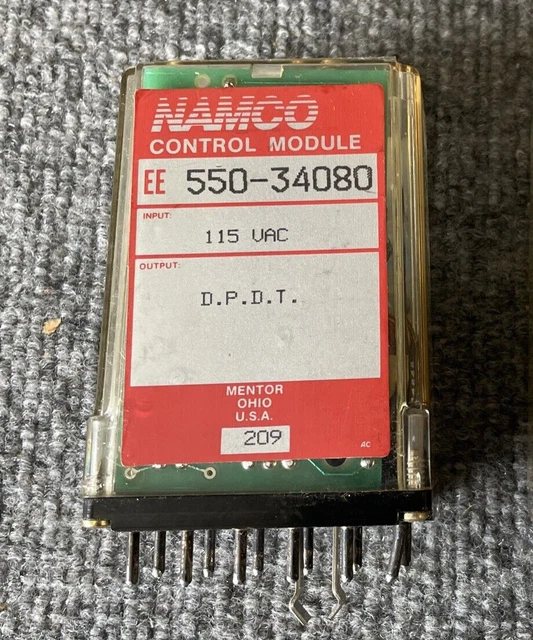 NAMCO
CONTROL MODULE
EE 550-34080
INPUT:
115 VAC
OUTPUT:
D.P.D.T.
MENTOR
OHIO
U.S.A.
209
AC